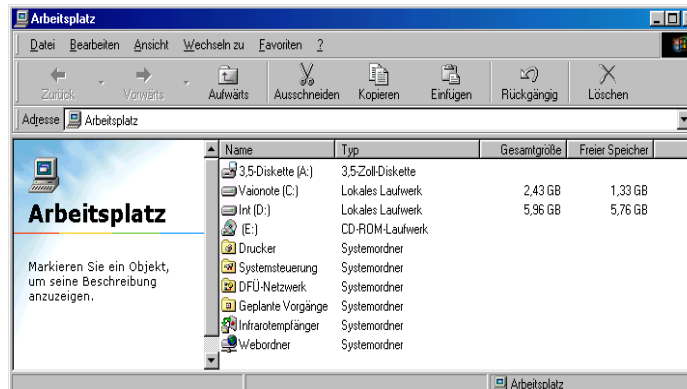 Arbeitsplatz
Datei Bearbeiten Ansicht Wechseln zu Favoriten ?
Zurück Vorwärts Aufwärts Ausschneiden Kopieren Einfügen Rückgängig Löschen
Adresse Arbeitsplatz
Name Typ Gesamtgröße Freier Speicher
3,5-Diskette (A:) 3,5-Zoll-Diskette
Vaionote (C:) Lokales Laufwerk 2,43 GB 1,33 GB
Int (D:) Lokales Laufwerk 5,96 GB 5,76 GB
(E:) CD-ROM-Laufwerk
Drucker Systemordner
Systemsteuerung Systemordner
DFÜ-Netzwerk Systemordner
Geplante Vorgänge Systemordner
Infrarotempfänger Systemordner
Webordner Systemordner
Arbeitsplatz
Markieren Sie ein Objekt,
um seine Beschreibung
anzuzeigen.
Arbeitsplatz